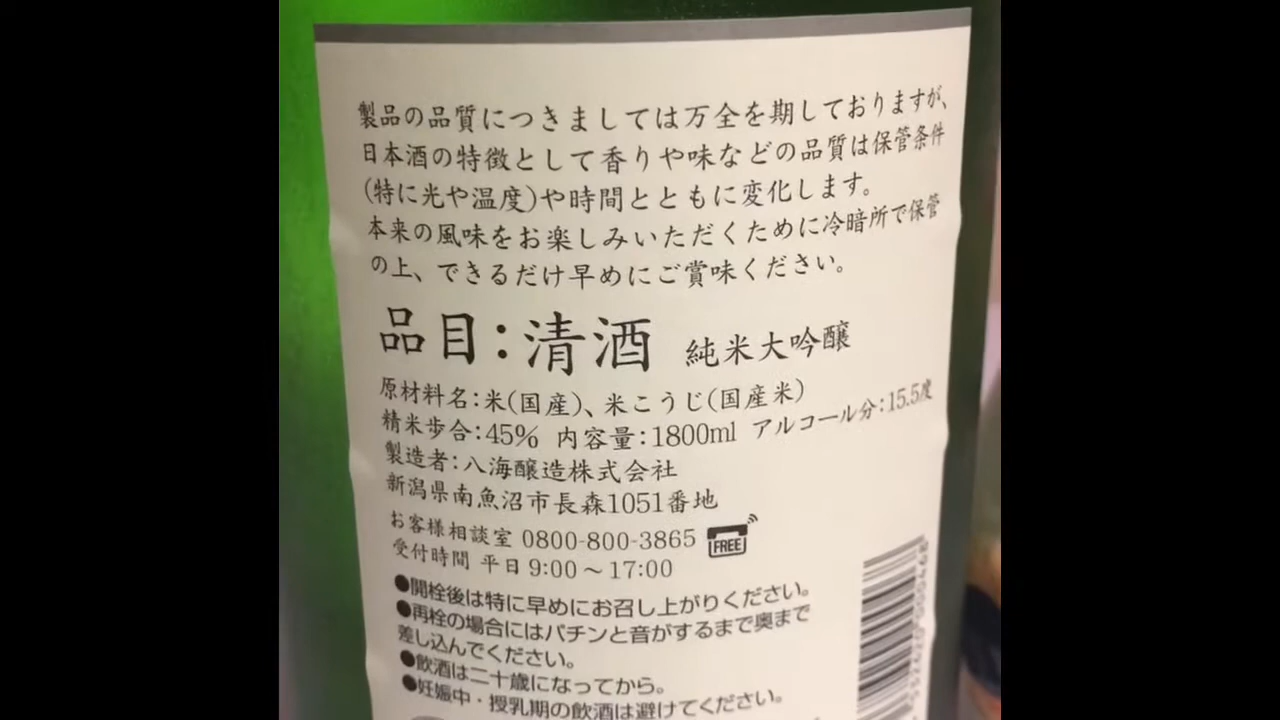 製品の品質につきましては万全を期しておりますが、
日本酒の特徴として香りや味などの品質は保管条件
(特に光や温度)や時間とともに変化します。
本来の風味をお楽しみいただくために冷暗所で保管
の上、できるだけ早めにご賞味ください。
品目：清酒 純米大吟醸
原材料名：米(国産)、米こうじ(国産米)
精米歩合：45% 内容量：1800ml アルコール分：15.5度
製造者：八海醸造株式会社
新潟県南魚沼市長森1051番地
お客様相談室 0800-800-3865 FREE
受付時間 平日 9:00～17:00
●開栓後は特に早めにお召し上がりください。
●再栓の場合にはパチンと音がするまで奥まで
差し込んでください。
●飲酒は二十歳になってから。
●妊娠中・授乳期の飲酒は避けてください。